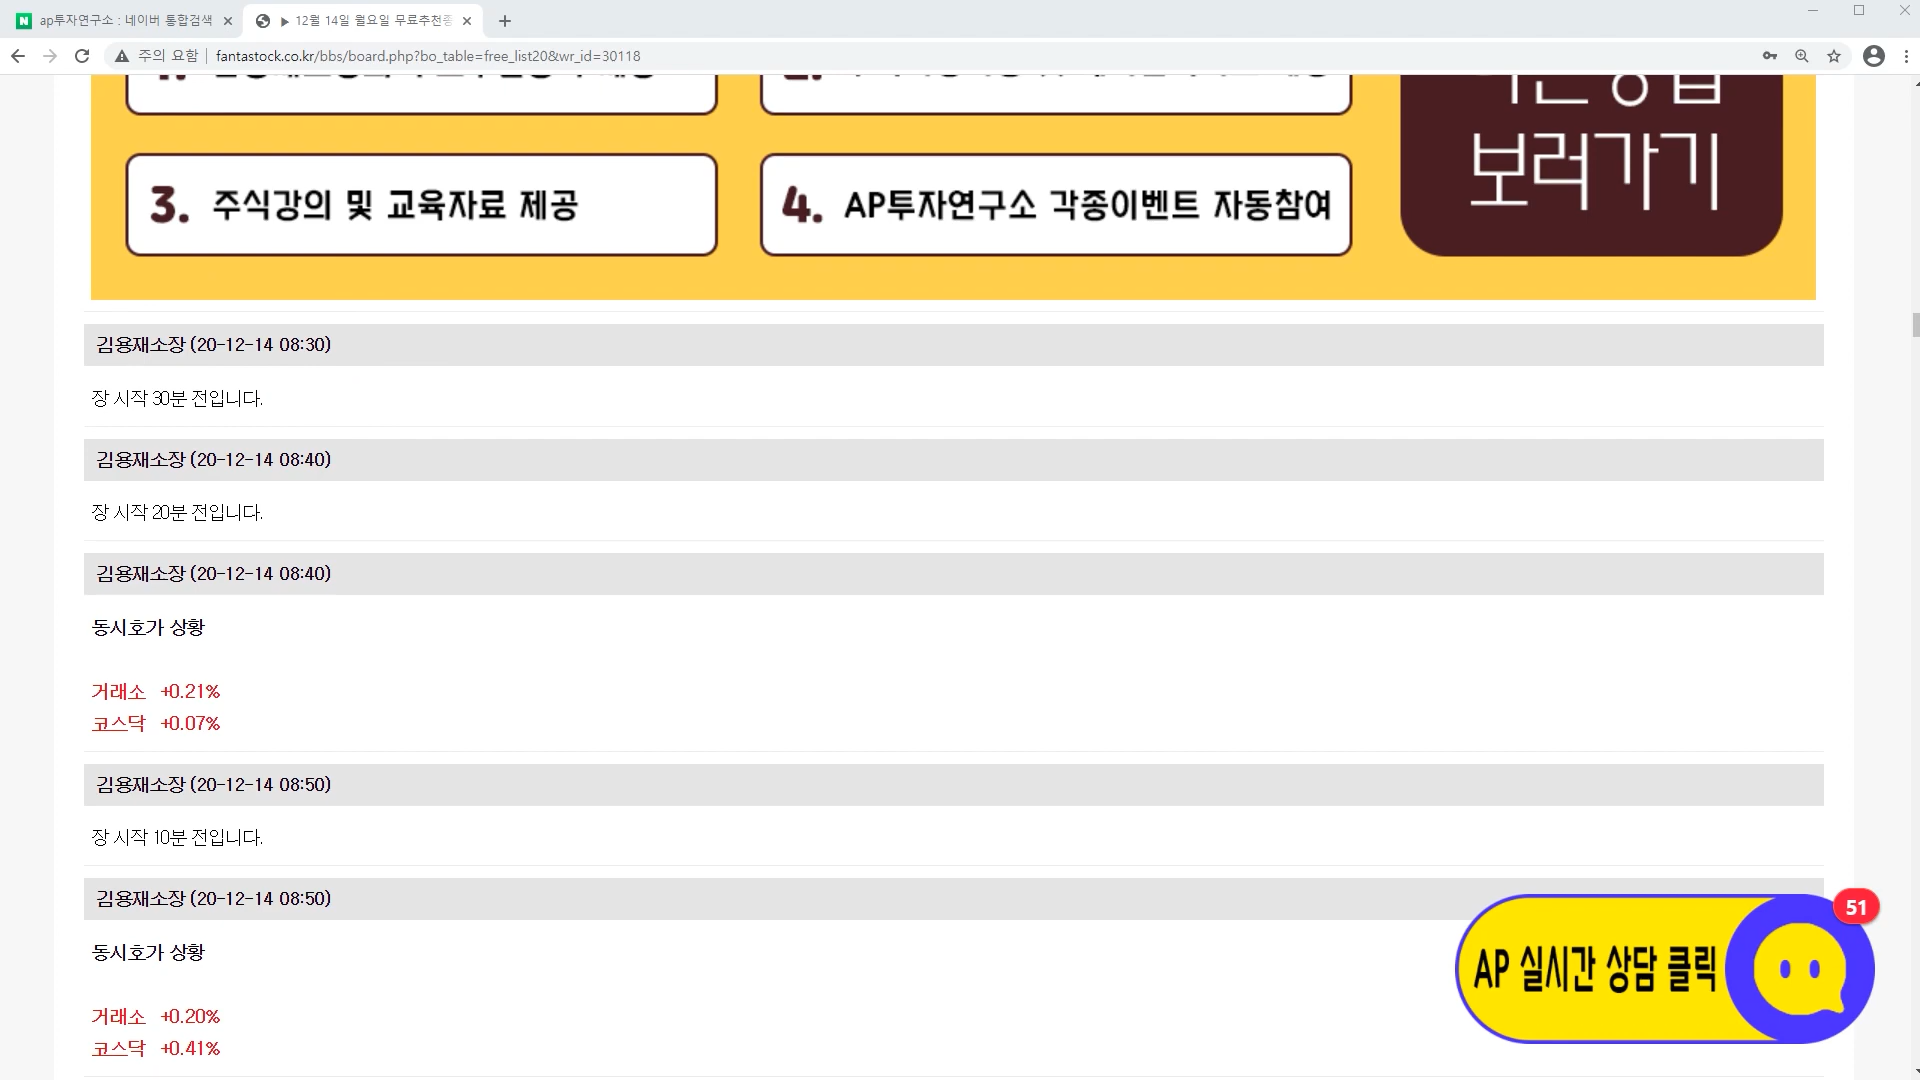 ap투자연구소 : 네이버 통합검색
▶ 12월 14일 월요일 무료추천종
주의 요함
fantastock.co.kr/bbs/board.php?bo_table=free_list20&wr_id=30118
보러가기
3. 주식강의 및 교육자료 제공
4. AP투자연구소 각종이벤트 자동참여
김용재소장 (20-12-14 08:30)
장 시작 30분 전입니다.
김용재소장 (20-12-14 08:40)
장 시작 20분 전입니다.
김용재소장 (20-12-14 08:40)
동시호가 상황
거래소 +0.21%
코스닥 +0.07%
김용재소장 (20-12-14 08:50)
장 시작 10분 전입니다.
김용재소장 (20-12-14 08:50)
동시호가 상황
거래소 +0.20%
코스닥 +0.41%
AP 실시간 상담 클릭
51